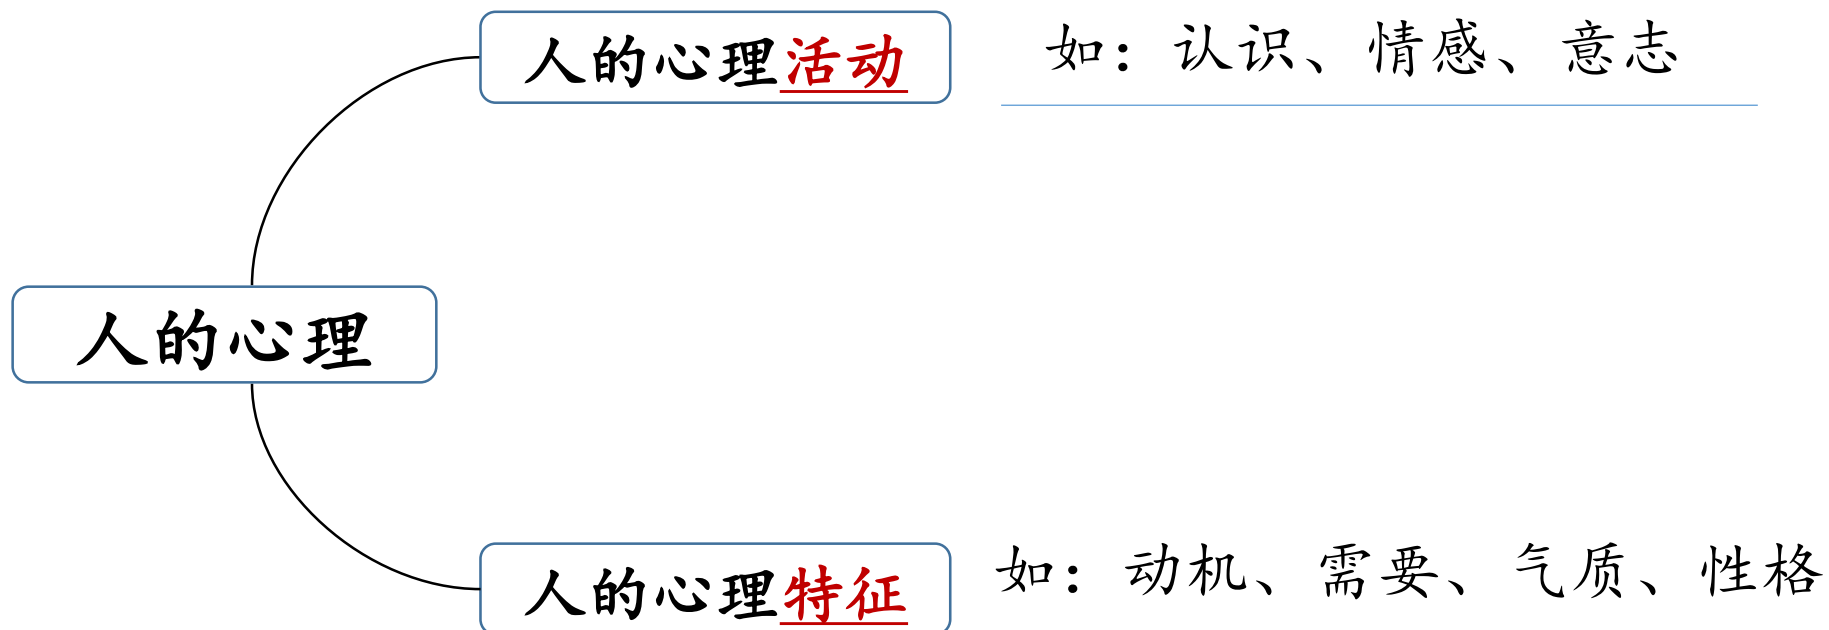 人的心理活动
如：认识、情感、意志
人的心理
人的心理特征
如：动机、需要、气质、性格